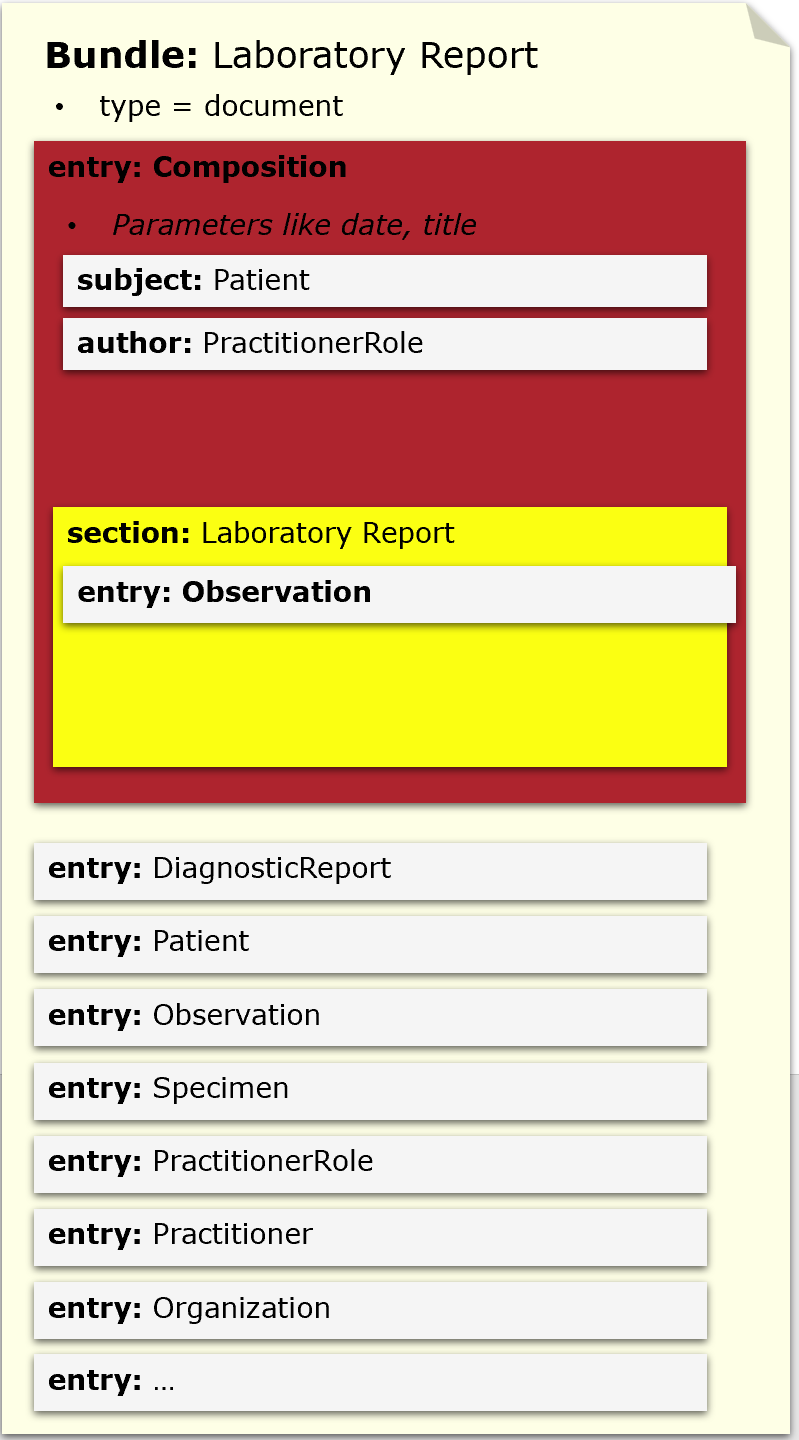 Bundle: Laboratory Report
• type = document
entry: Composition
• Parameters like date, title
subject: Patient
author: PractitionerRole
section: Laboratory Report
entry: Observation
entry: DiagnosticReport
entry: Patient
entry: Observation
entry: Specimen
entry: PractitionerRole
entry: Practitioner
entry: Organization
entry: ...